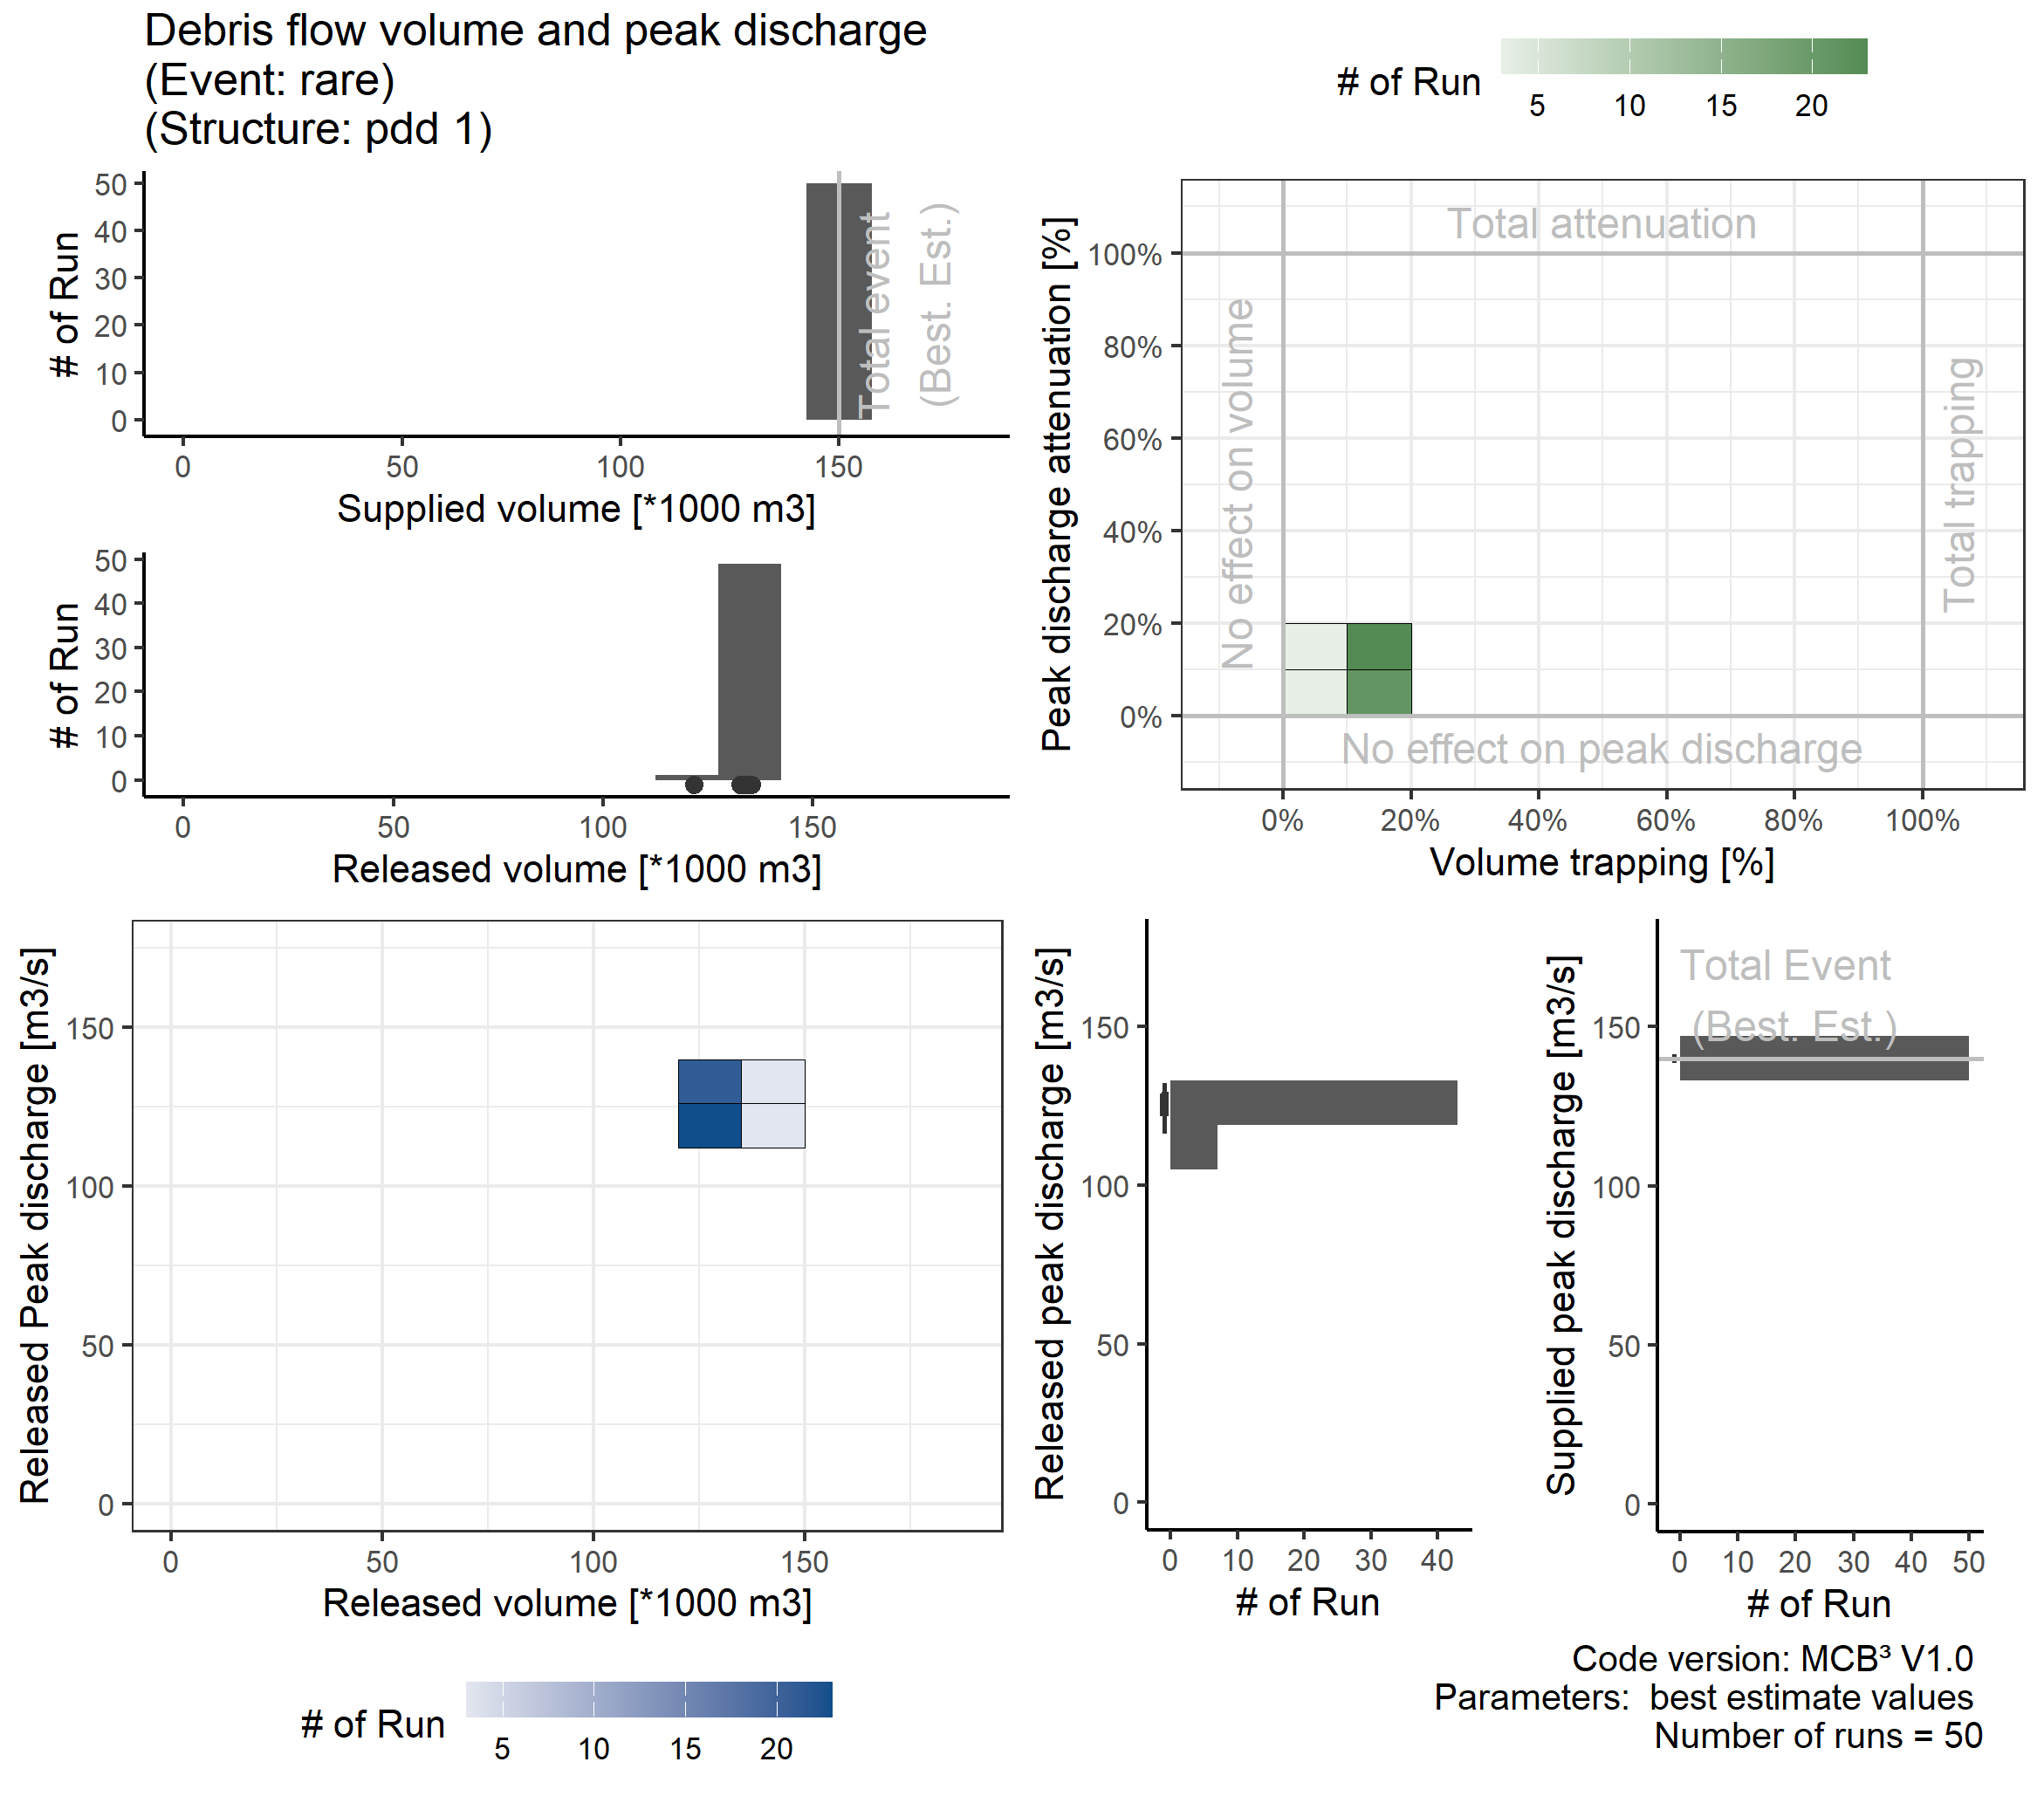 Debris flow volume and peak discharge
(Event: rare)
(Structure: pdd 1)
# of Run
5 10 15 20
# of Run
50
40
30
20
10
0
Total event
(Best. Est.)
0 50 100 150
Supplied volume [*1000 m3]
# of Run
50
40
30
20
10
0
0 50 100 150
Released volume [*1000 m3]
Peak discharge attenuation [%]
100%
80%
60%
40%
20%
0%
Total attenuation
No effect on volume
Total trapping
No effect on peak discharge
0% 20% 40% 60% 80% 100%
Volume trapping [%]
Released Peak discharge [m3/s]
150
100
50
0
0 50 100 150
Released volume [*1000 m3]
# of Run
5 10 15 20
Released peak discharge [m3/s]
150
100
50
0
0 10 20 30 40
# of Run
Supplied peak discharge [m3/s]
150
100
50
0
Total Event
(Best. Est.)
0 10 20 30 40 50
# of Run
Code version: MCB³ V1.0
Parameters:  best estimate values
Number of runs = 50